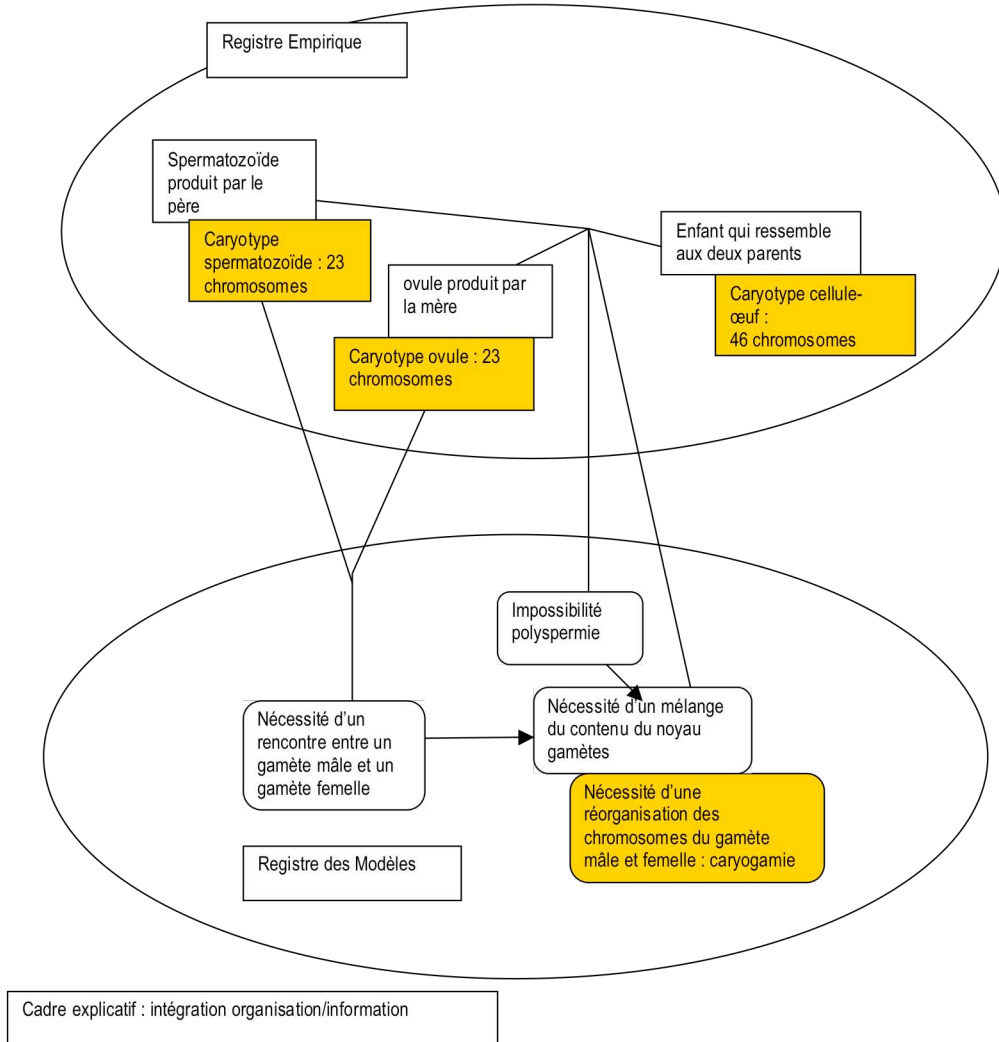 Registre Empirique
Spermatozoïde
produit par le
père
Caryotype
spermatozoïde : 23
chromosomes
ovule produit par
la mère
Caryotype ovule : 23
chromosomes
Enfant qui ressemble
aux deux parents
Caryotype cellule-
œuf :
46 chromosomes
Impossibilité
polyspermie
Nécessité d’un
rencontre entre un
gamète mâle et un
gamète femelle
Nécessité d’un mélange
du contenu du noyau
gamètes
Nécessité d’une
réorganisation des
chromosomes du gamète
mâle et femelle : caryogamie
Registre des Modèles
Cadre explicatif : intégration organisation/information